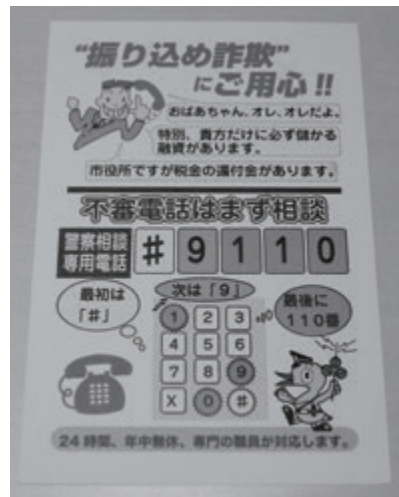 “振り込め詐欺”
にご用心!!
おばあちゃん、オレ、オレだよ。
特別、貴方だけに必ず儲かる
融資があります。
市役所ですが税金の還付金があります。
不審電話はまず相談
警察相談
専用電話
#9110
最初は
「#」
次は「9」
最後に
110番
1 2 3
4 5 6
7 8 9
X 0 #
24時間、年中無休、専門の職員が対応します。